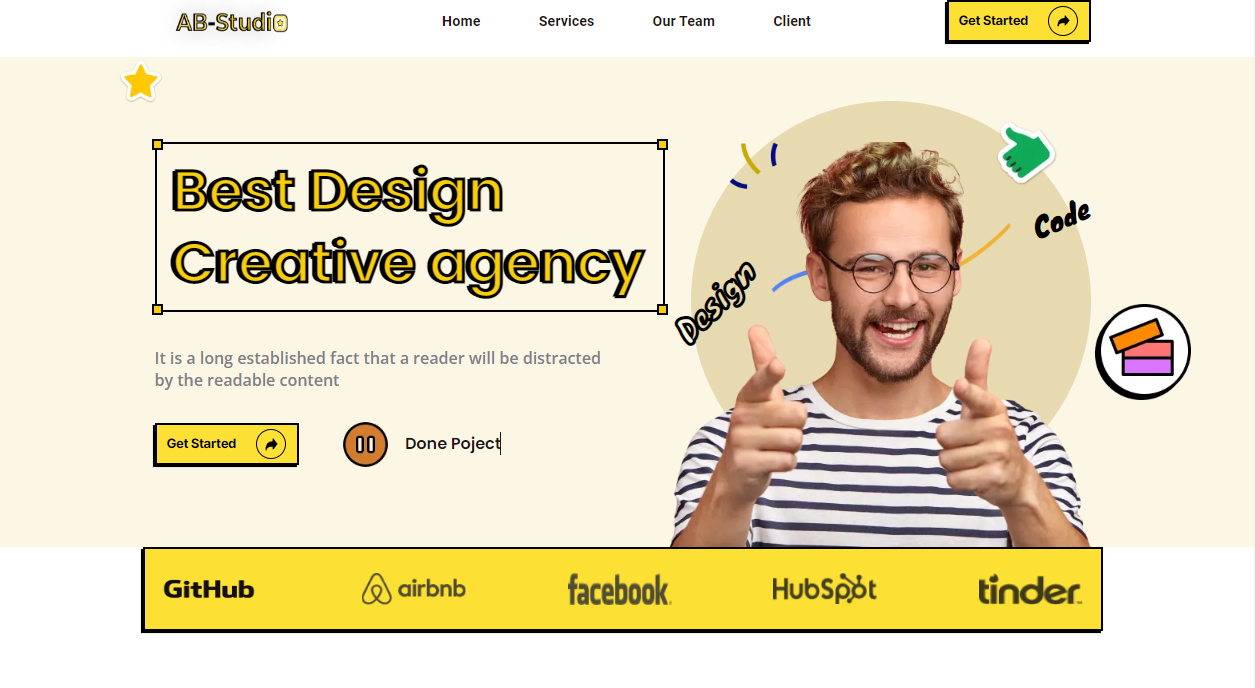 AB-Studio
Home Services Our Team Client
Get Started
Best Design
Creative agency
Code
Design
It is a long established fact that a reader will be distracted
by the readable content
Get Started
Done Poject
GitHub airbnb facebook HubSpot tinder